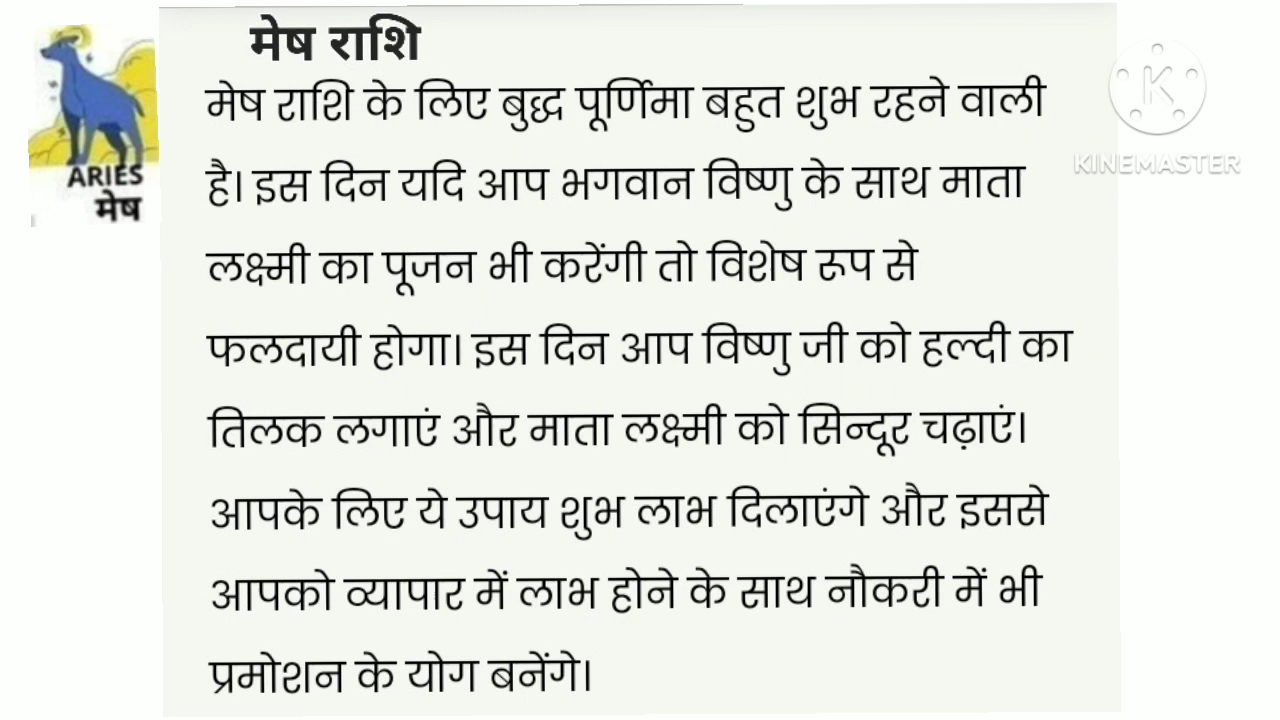 मेष राशि
मेष राशि के लिए बुद्ध पूर्णिमा बहुत शुभ रहने वाली
है। इस दिन यदि आप भगवान विष्णु के साथ माता
लक्ष्मी का पूजन भी करेंगी तो विशेष रूप से
फलदायी होगा। इस दिन आप विष्णु जी को हल्दी का
तिलक लगाएं और माता लक्ष्मी को सिन्दूर चढ़ाएं।
आपके लिए ये उपाय शुभ लाभ दिलाएंगे और इससे
आपको व्यापार में लाभ होने के साथ नौकरी में भी
प्रमोशन के योग बनेंगे।
ARIES
मेष
K
KINEMASTER